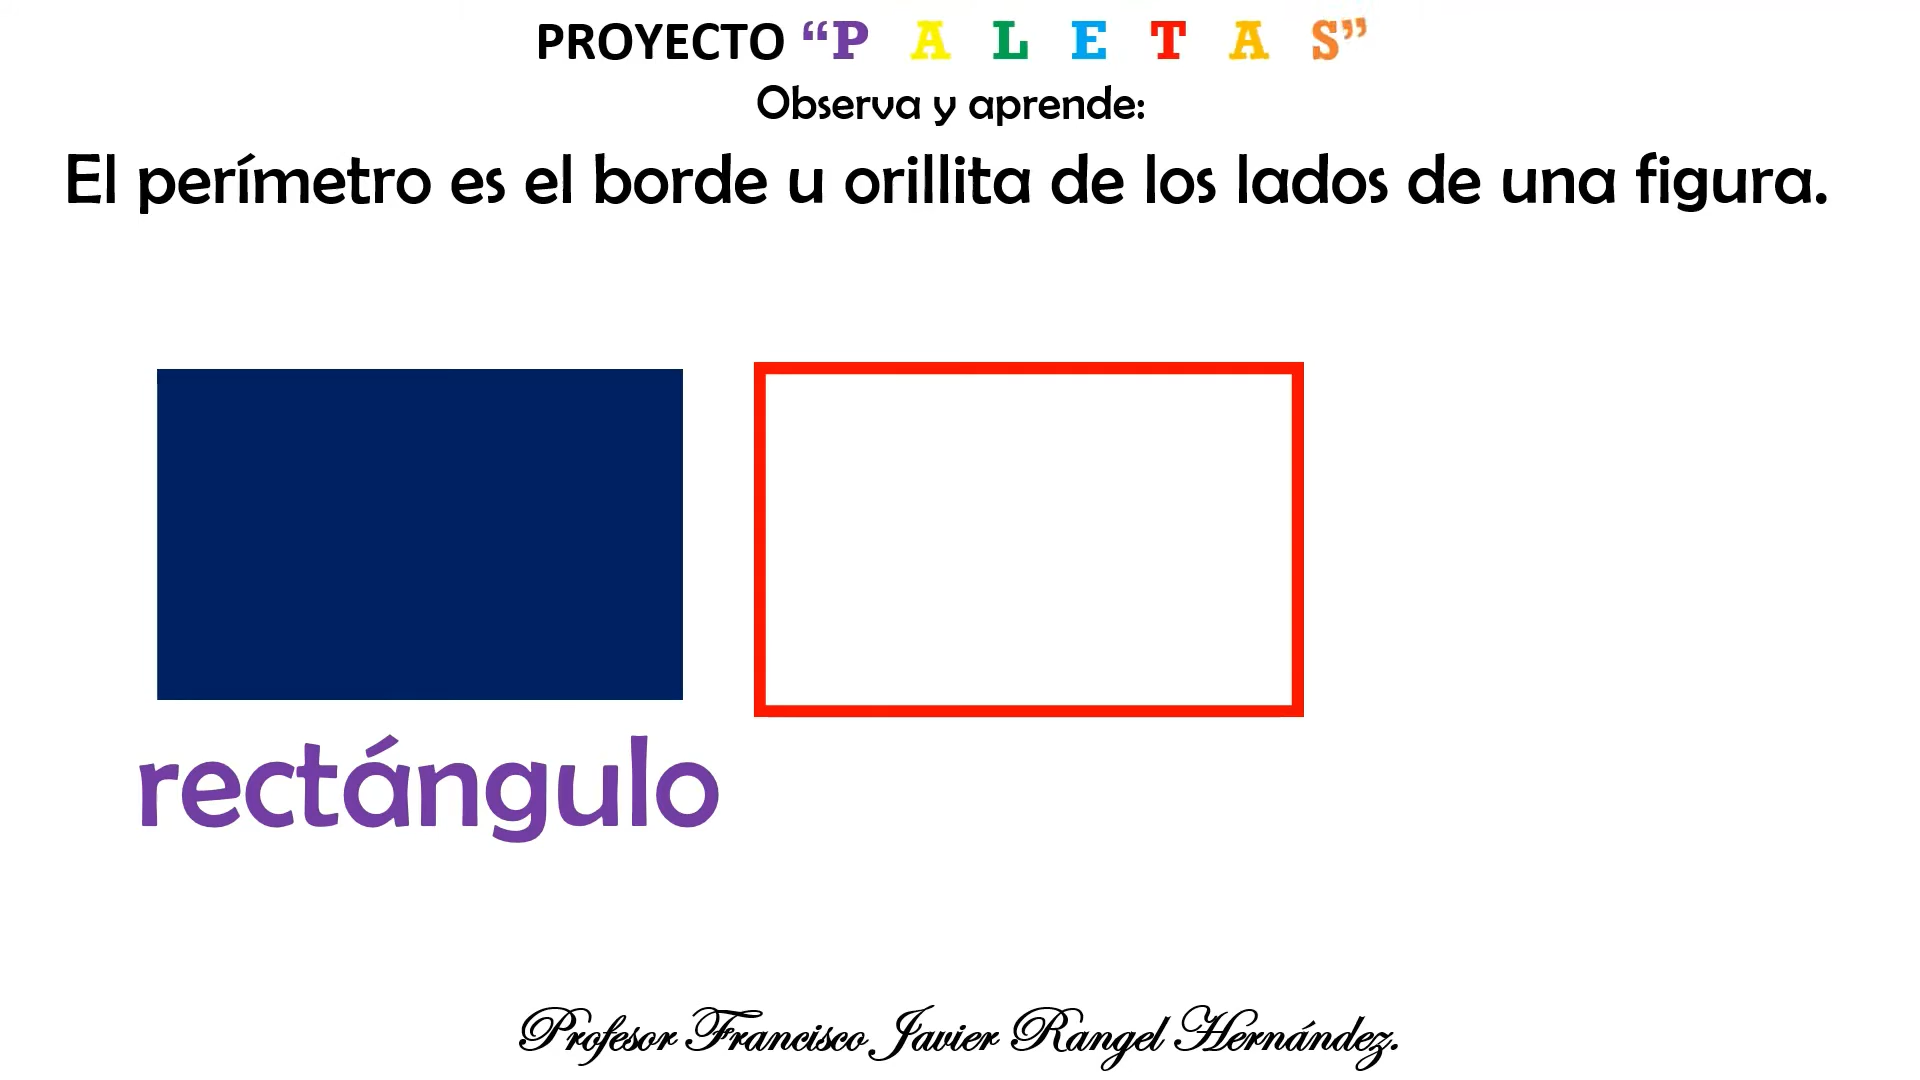 PROYECTO “P A L E T A S”
Observa y aprende:
El perímetro es el borde u orillita de los lados de una figura.
rectángulo
Profesor Francisco Javier Rangel Hernández.